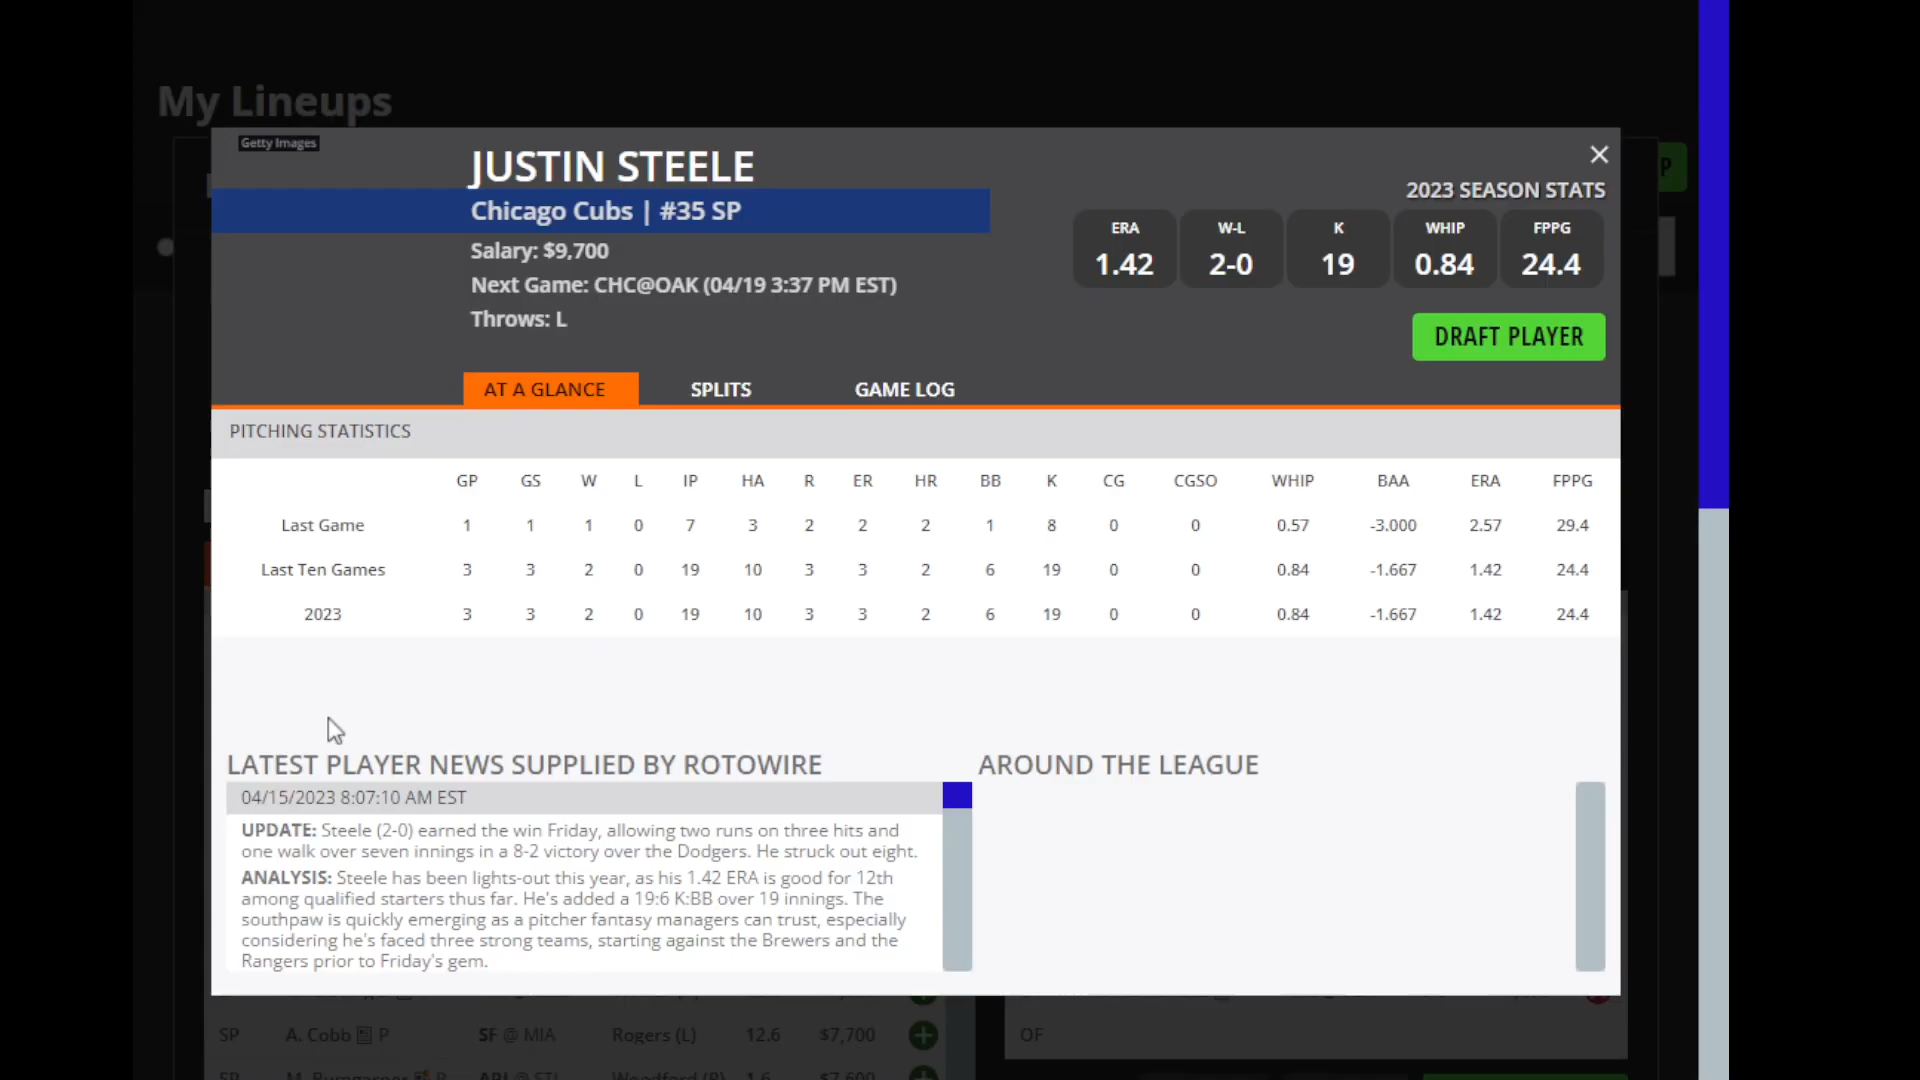 My Lineups
Getty Images
JUSTIN STEELE
Chicago Cubs | #35 SP
Salary: $9,700
Next Game: CHC@OAK (04/19 3:37 PM EST)
Throws: L
2023 SEASON STATS
ERA W-L K WHIP FPPG
1.42 2-0 19 0.84 24.4
DRAFT PLAYER
AT A GLANCE SPLITS GAME LOG
PITCHING STATISTICS
GP GS W L IP HA R ER HR BB K CG CGSO WHIP BAA ERA FPPG
Last Game 1 1 1 0 7 3 2 2 2 1 8 0 0 0.57 -3.000 2.57 29.4
Last Ten Games 3 3 2 0 19 10 3 3 2 6 19 0 0 0.84 -1.667 1.42 24.4
2023 3 3 2 0 19 10 3 3 2 6 19 0 0 0.84 -1.667 1.42 24.4
LATEST PLAYER NEWS SUPPLIED BY ROTOWIRE
04/15/2023 8:07:10 AM EST
UPDATE: Steele (2-0) earned the win Friday, allowing two runs on three hits and
one walk over seven innings in a 8-2 victory over the Dodgers. He struck out eight.
ANALYSIS: Steele has been lights-out this year, as his 1.42 ERA is good for 12th
among qualified starters thus far. He's added a 19:6 K:BB over 19 innings. The
southpaw is quickly emerging as a pitcher fantasy managers can trust, especially
considering he's faced three strong teams, starting against the Brewers and the
Rangers prior to Friday's gem.
AROUND THE LEAGUE
SP A. Cobb P SF @ MIA Rogers (L) 12.6 $7,700
OF